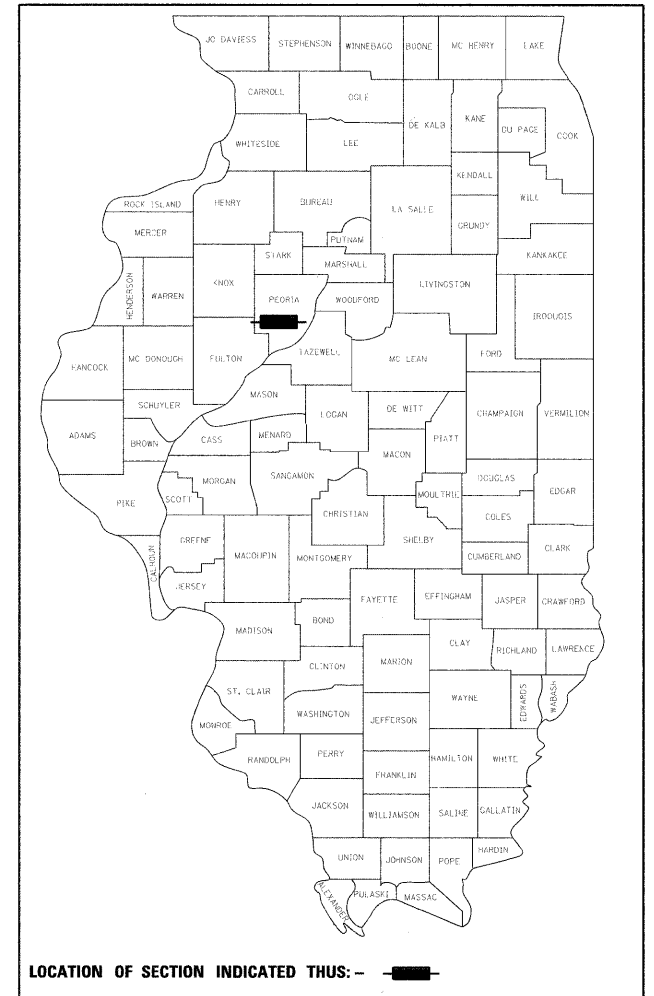 JO DAVIESS STEPHENSON WINNEBAGO BOONE MC HENRY LAKE
CARROLL OGLE DE KALB KANE DU PAGE COOK
WHITESIDE LEE
KENDALL WILL
ROCK ISLAND HENRY BUREAU LA SALLE GRUNDY
MERCER PUTNAM
STARK MARSHALL KANKAKEE
HENDERSON WARREN KNOX PEORIA WOODFORD LIVINGSTON IROQUOIS
HANCOCK MC DONOUGH FULTON TAZEWELL MC LEAN FORD
MASON
SCHUYLER LOGAN DE WITT CHAMPAIGN VERMILION
ADAMS BROWN CASS MENARD MACON PIATT
PIKE SCOTT MORGAN SANGAMON CHRISTIAN MOULTRIE DOUGLAS EDGAR
COLES
CALHOUN GREENE MACOUPIN MONTGOMERY SHELBY CUMBERLAND CLARK
JERSEY FAYETTE EFFINGHAM JASPER CRAWFORD
MADISON BOND
CLINTON MARION CLAY RICHLAND LAWRENCE
ST. CLAIR WAYNE EDWARDS WABASH
MONROE WASHINGTON JEFFERSON
RANDOLPH PERRY HAMILTON WHITE
FRANKLIN
JACKSON WILLIAMSON SALINE GALLATIN
UNION JOHNSON POPE HARDIN
ALEXANDER PULASKI MASSAC
LOCATION OF SECTION INDICATED THUS: –